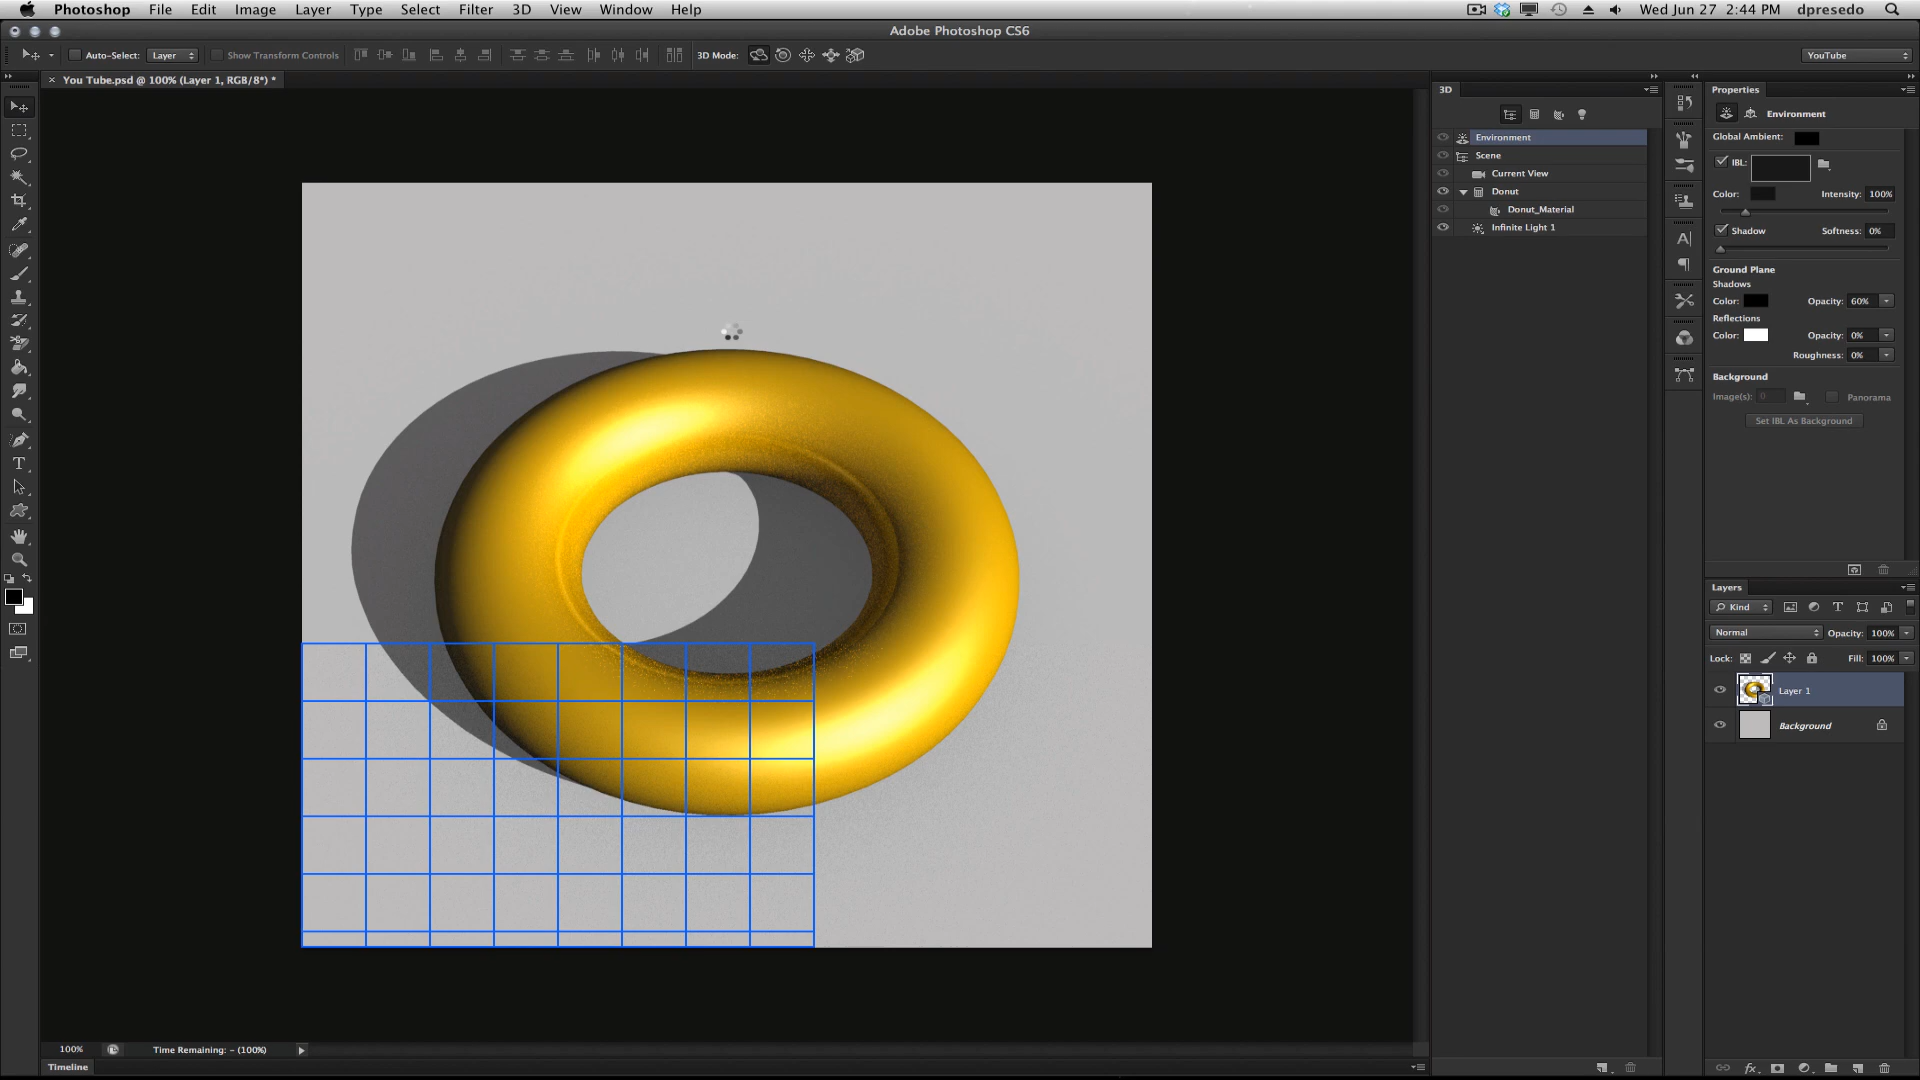 Photoshop File Edit Image Layer Type Select Filter 3D View Window Help Wed Jun 27 2:44 PM dpresedo
Adobe Photoshop CS6
Auto-Select: Layer Show Transform Controls 3D Mode: YouTube
You Tube.psd @ 100% (Layer 1, RGB/8*) *
3D
Environment
Scene
Current View
Donut
Donut_Material
Infinite Light 1
Properties
Environment
Global Ambient:
IBL:
Color: Intensity: 100%
Shadow Softness: 0%
Ground Plane
Shadows
Color: Opacity: 60%
Reflections
Color: Opacity: 0%
Roughness: 0%
Background
Image(s): 0 Panorama
Set IBL As Background
Layers
Kind
Normal Opacity: 100%
Lock: Fill: 100%
Layer 1
Background
100% Time Remaining: - (100%)
Timeline